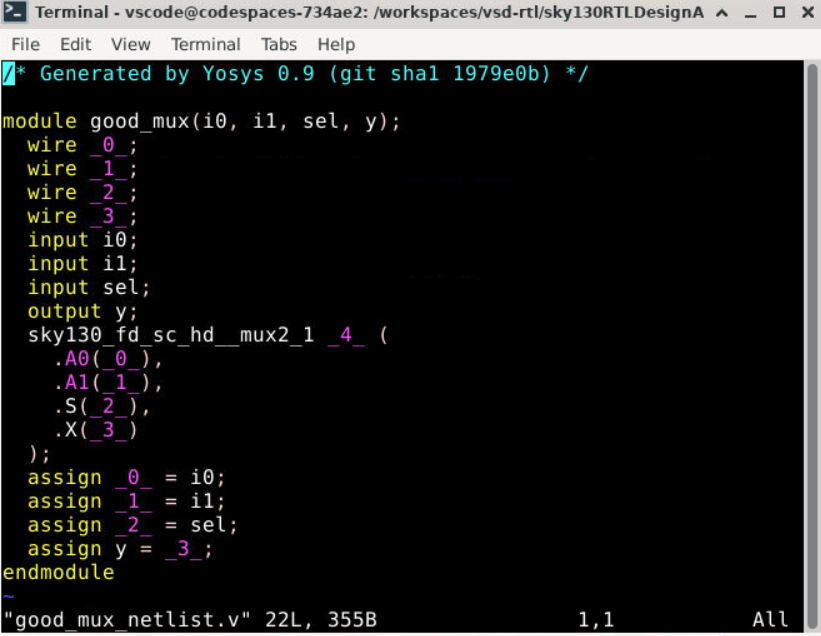 Terminal - vscode@codespaces-734ae2: /workspaces/vsd-rtl/sky130RTLDesignA
File Edit View Terminal Tabs Help
/* Generated by Yosys 0.9 (git sha1 1979e0b) */

module good_mux(i0, i1, sel, y);
  wire _0_;
  wire _1_;
  wire _2_;
  wire _3_;
  input i0;
  input i1;
  input sel;
  output y;
  sky130_fd_sc_hd__mux2_1 _4_ (
    .A0(_0_),
    .A1(_1_),
    .S(_2_),
    .X(_3_)
  );
  assign _0_ = i0;
  assign _1_ = i1;
  assign _2_ = sel;
  assign y = _3_;
endmodule
~
"good_mux_netlist.v" 22L, 355B 1,1 All